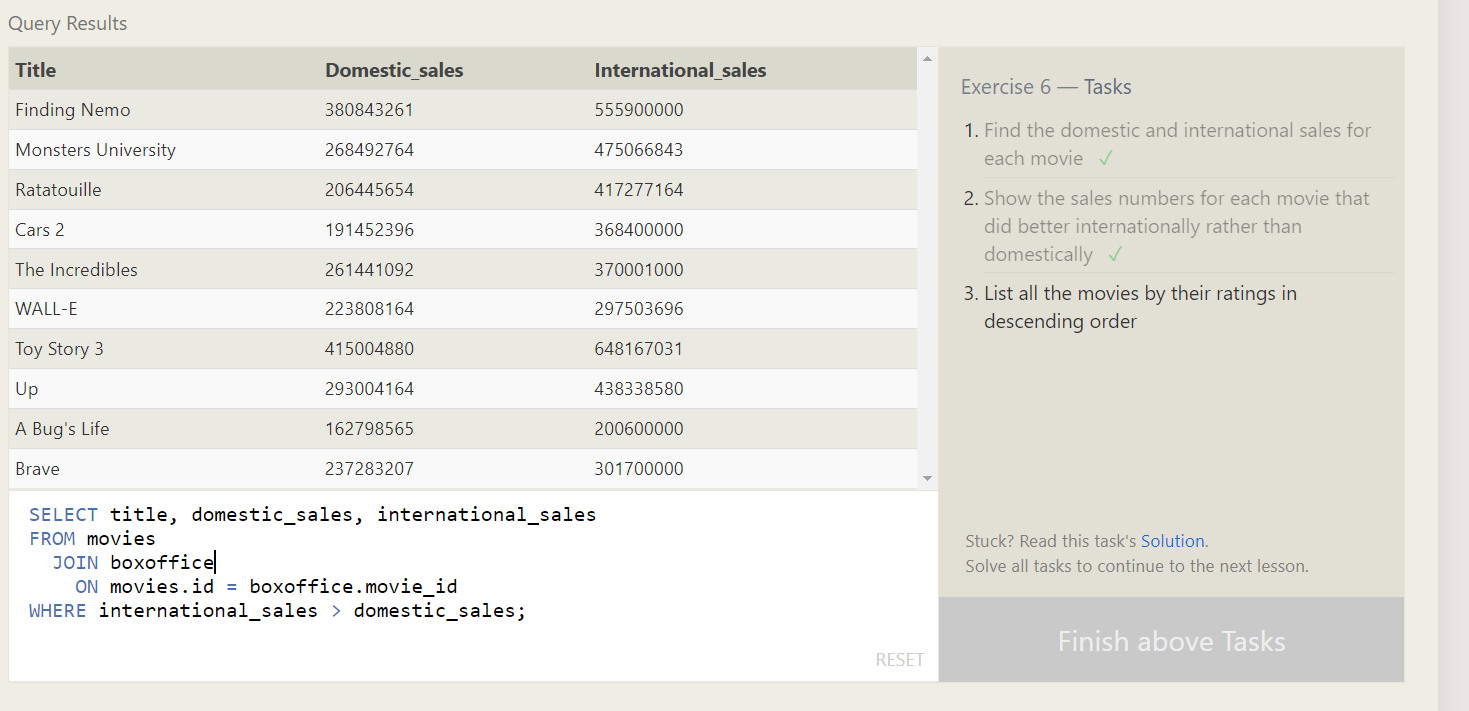 Query Results
Title Domestic_sales International_sales
Finding Nemo 380843261 555900000
Monsters University 268492764 475066843
Ratatouille 206445654 417277164
Cars 2 191452396 368400000
The Incredibles 261441092 370001000
WALL-E 223808164 297503696
Toy Story 3 415004880 648167031
Up 293004164 438338580
A Bug's Life 162798565 200600000
Brave 237283207 301700000
SELECT title, domestic_sales, international_sales
FROM movies
JOIN boxoffice
ON movies.id = boxoffice.movie_id
WHERE international_sales > domestic_sales;
RESET
Exercise 6 — Tasks
1. Find the domestic and international sales for
each movie ✓
2. Show the sales numbers for each movie that
did better internationally rather than
domestically ✓
3. List all the movies by their ratings in
descending order
Stuck? Read this task's Solution.
Solve all tasks to continue to the next lesson.
Finish above Tasks